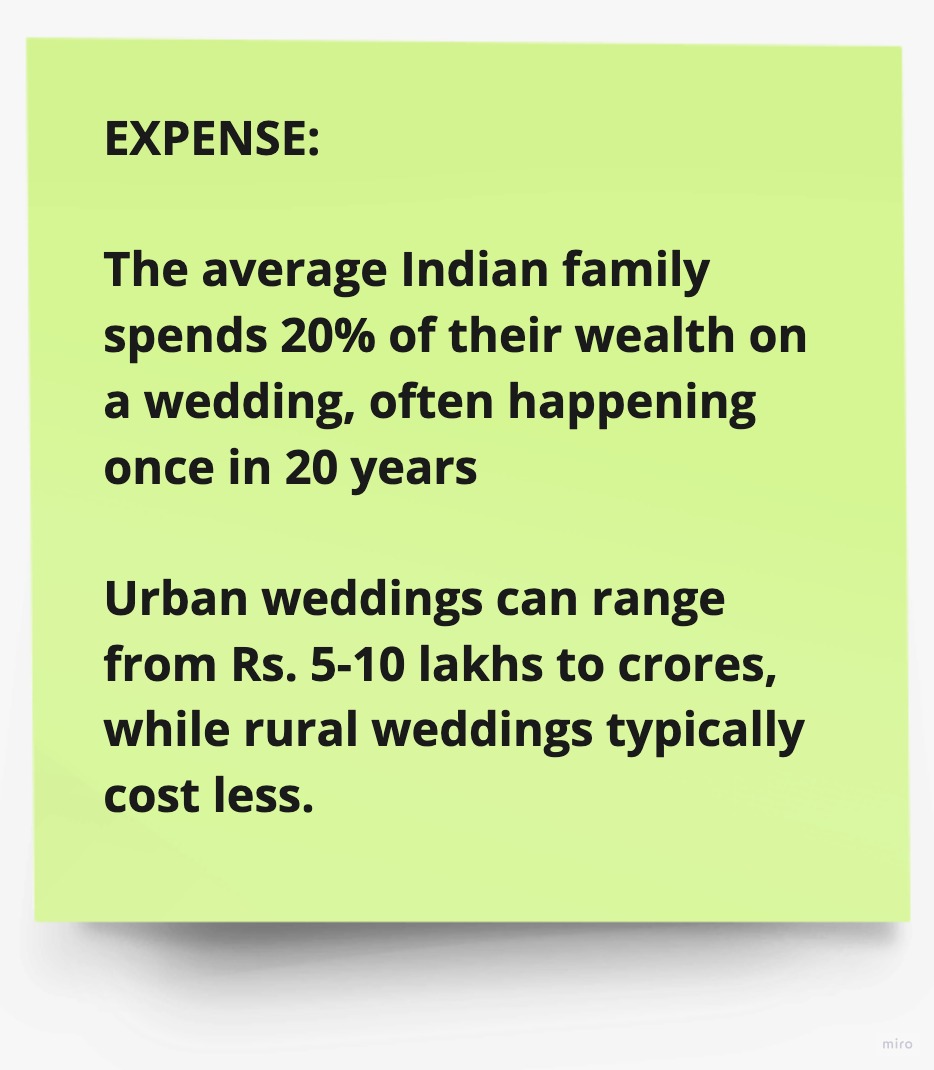 EXPENSE:
The average Indian family
spends 20% of their wealth on
a wedding, often happening
once in 20 years
Urban weddings can range
from Rs. 5-10 lakhs to crores,
while rural weddings typically
cost less.
miro